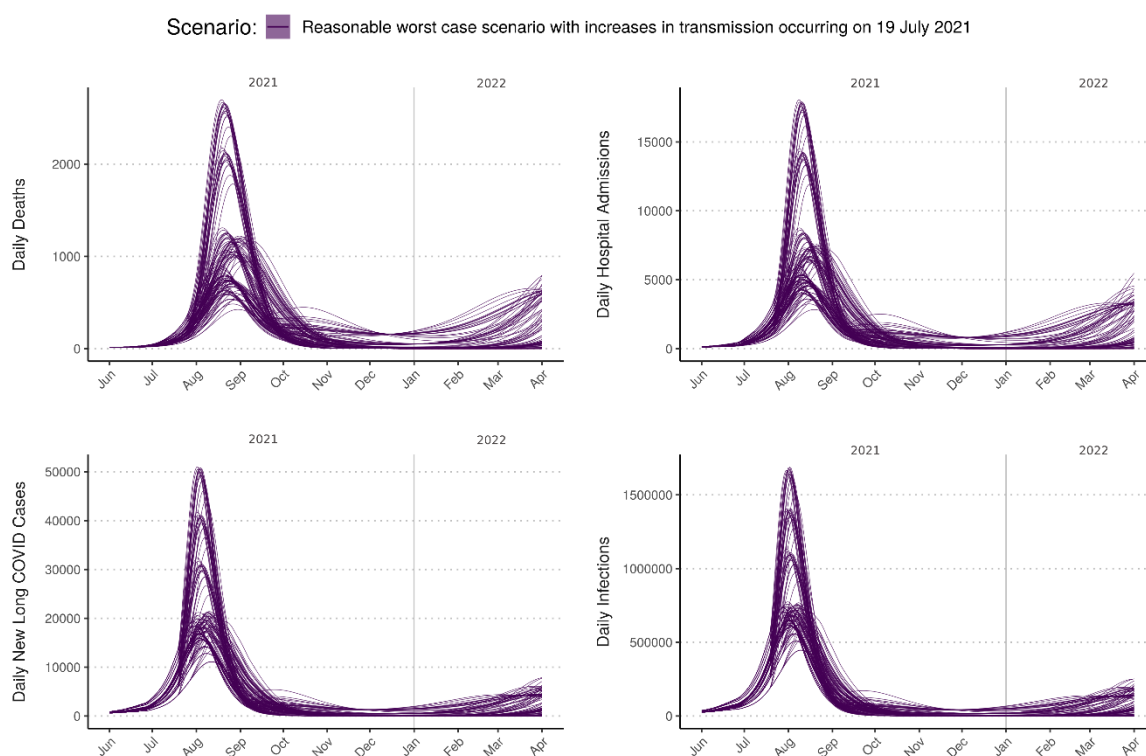 Scenario: Reasonable worst case scenario with increases in transmission occurring on 19 July 2021
2021 2022
Daily Deaths
2000
1000
0
Jun Jul Aug Sep Oct Nov Dec Jan Feb Mar Apr
2021 2022
Daily Hospital Admissions
15000
10000
5000
0
Jun Jul Aug Sep Oct Nov Dec Jan Feb Mar Apr
2021 2022
Daily New Long COVID Cases
50000
40000
30000
20000
10000
0
Jun Jul Aug Sep Oct Nov Dec Jan Feb Mar Apr
2021 2022
Daily Infections
1500000
1000000
500000
0
Jun Jul Aug Sep Oct Nov Dec Jan Feb Mar Apr